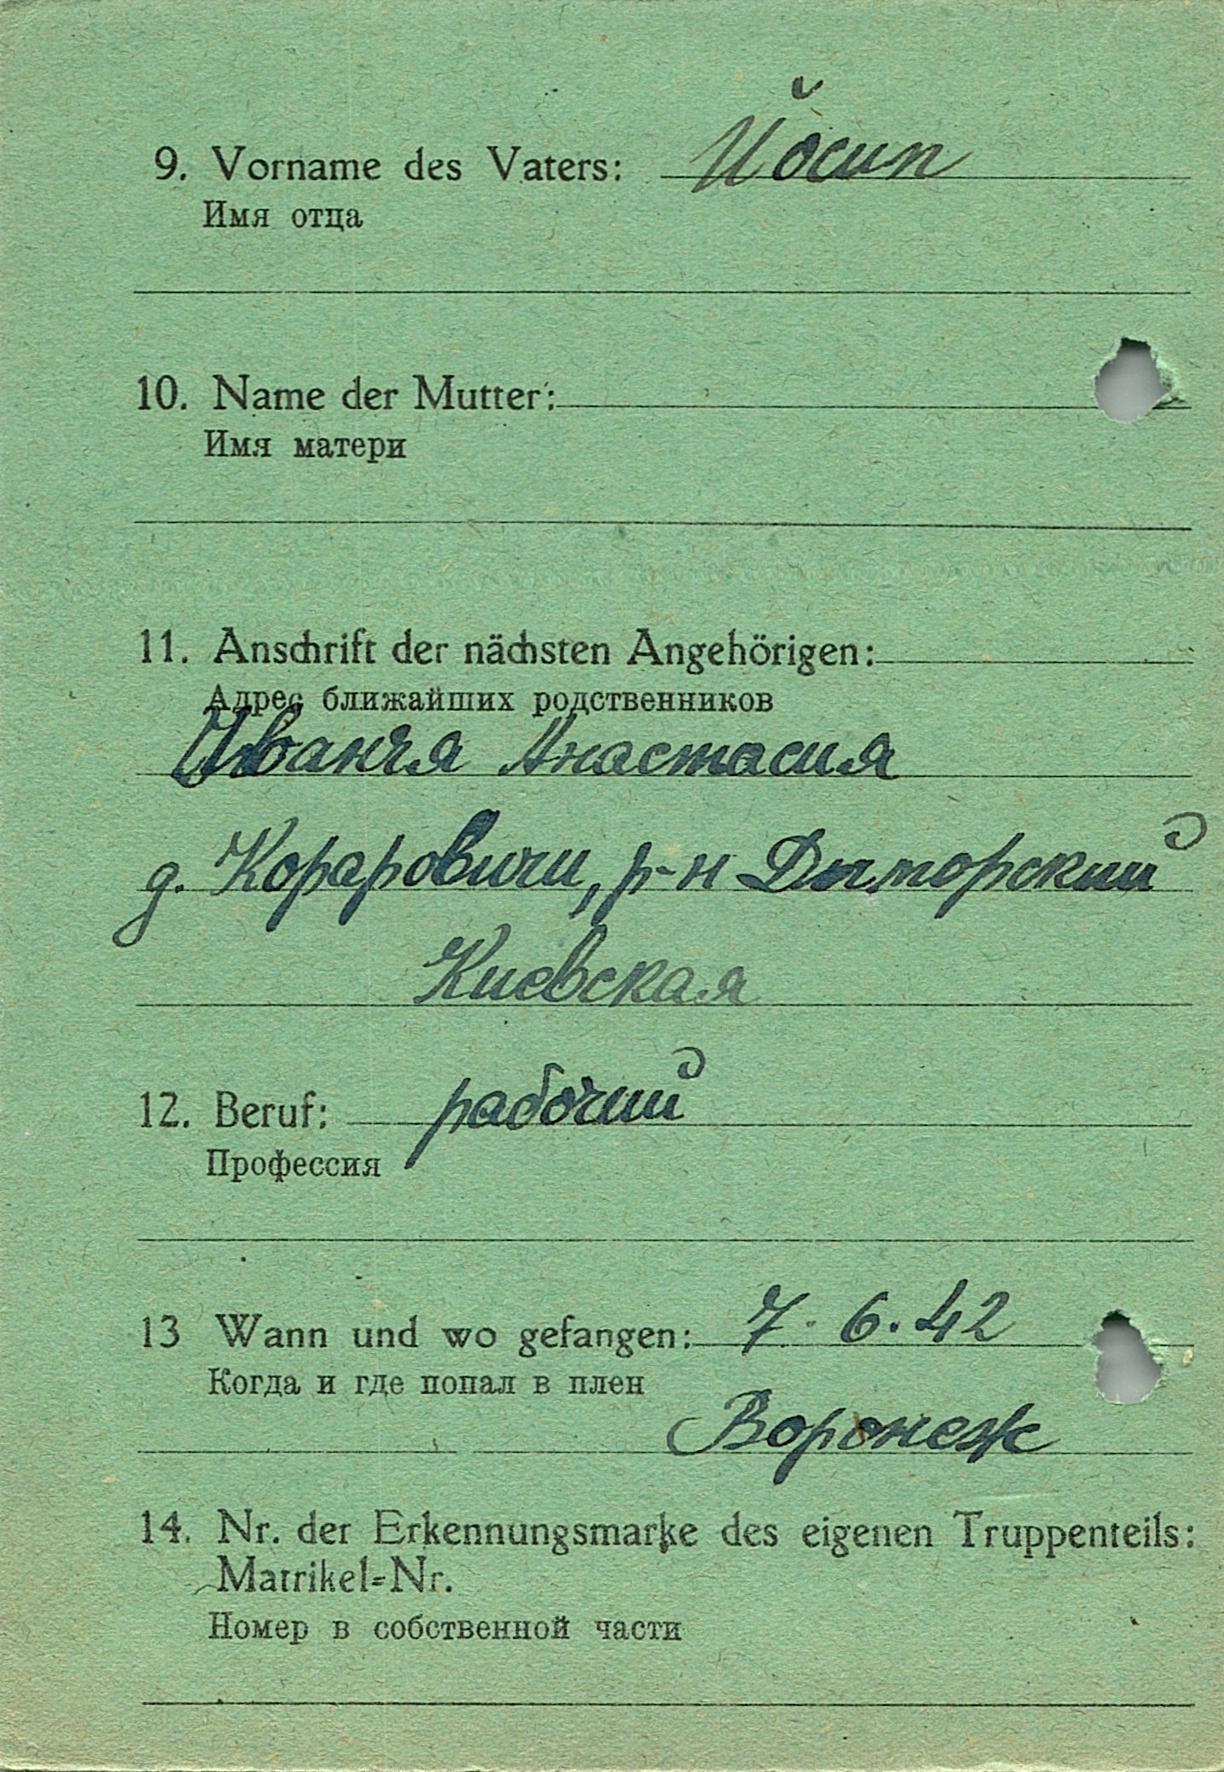 9. Vorname des Vaters: Йосип
Имя отца
10. Name der Mutter:
Имя матери
11. Anschrift der nächsten Angehörigen:
Адрес ближайших родственников
Иванчя Анастасия
д. Кораровичи, р-н Дыторский
Киевская
12. Beruf: рабочий
Профессия
13 Wann und wo gefangen: 7. 6. 42
Когда и где попал в плен
Воронеж
14. Nr. der Erkennungsmarke des eigenen Truppenteils:
Matrikel=Nr.
Номер в собственной части